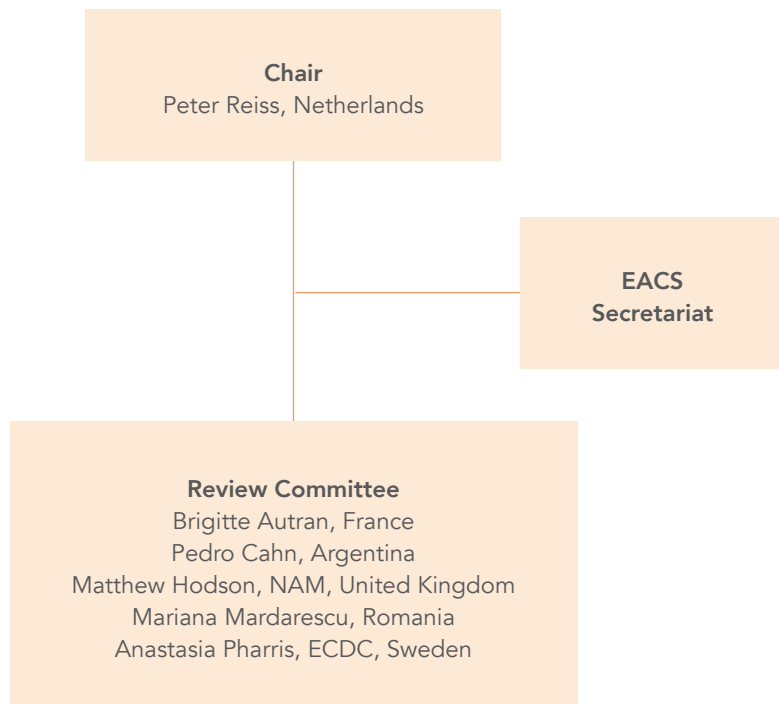 Chair
Peter Reiss, Netherlands
EACS
Secretariat
Review Committee
Brigitte Autran, France
Pedro Cahn, Argentina
Matthew Hodson, NAM, United Kingdom
Mariana Mardarescu, Romania
Anastasia Pharris, ECDC, Sweden